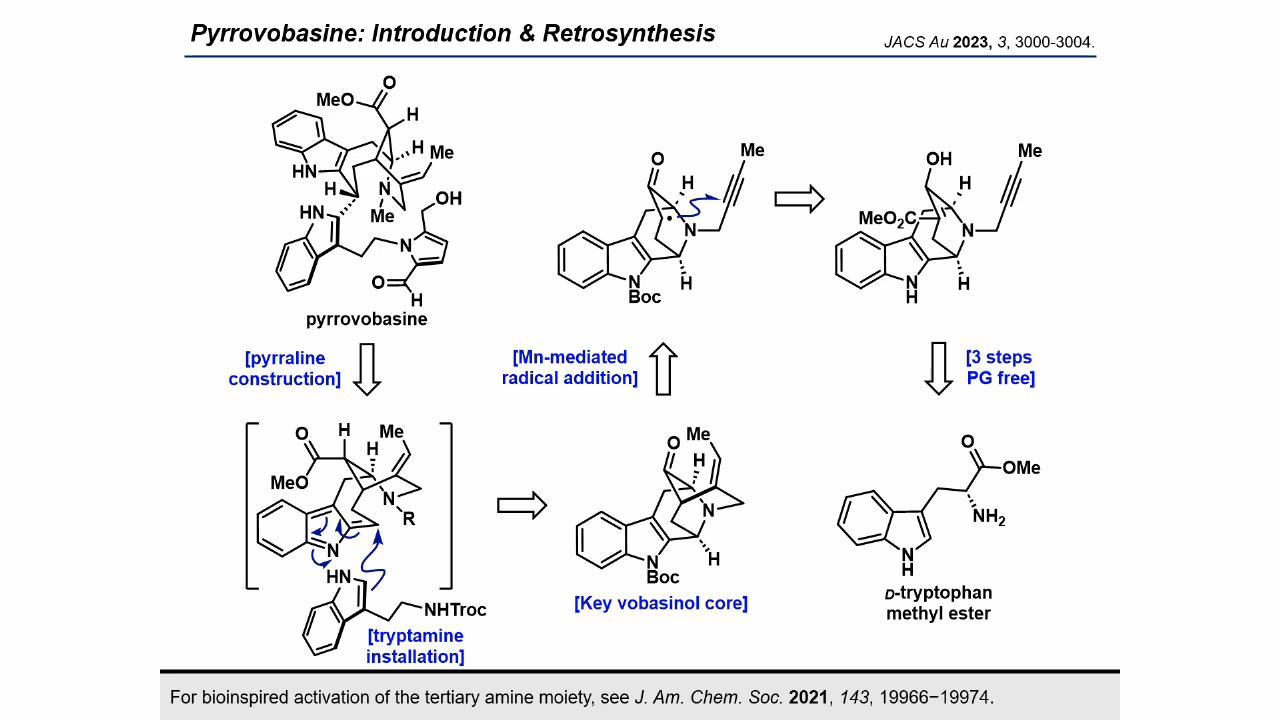 Pyrrovobasine: Introduction & Retrosynthesis
JACS Au 2023, 3, 3000-3004.
O
MeO
H
H
Me
HN
H
N
Me
OH
HN
N
O
H
pyrrovobasine
O
Me
H
N
N
H
Boc
OH
Me
H
MeO₂C
N
N
H
H
[pyrraline
construction]
[Mn-mediated
radical addition]
[3 steps
PG free]
O
H
Me
H
MeO
N
R
N
HN
NHTroc
[tryptamine
installation]
Me
O
H
N
N
H
Boc
[Key vobasinol core]
O
OMe
NH₂
N
H
D-tryptophan
methyl ester
For bioinspired activation of the tertiary amine moiety, see J. Am. Chem. Soc. 2021, 143, 19966−19974.